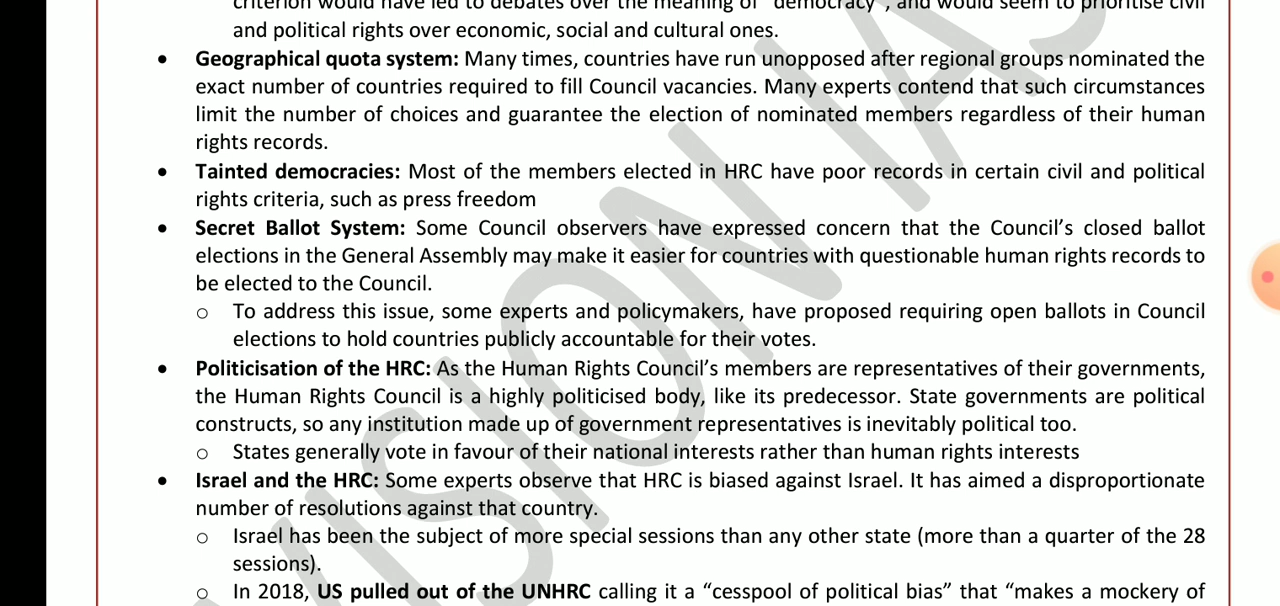 criterion would have led to debates over the meaning of “democracy”, and would seem to prioritise civil
and political rights over economic, social and cultural ones.
• Geographical quota system: Many times, countries have run unopposed after regional groups nominated the
exact number of countries required to fill Council vacancies. Many experts contend that such circumstances
limit the number of choices and guarantee the election of nominated members regardless of their human
rights records.
• Tainted democracies: Most of the members elected in HRC have poor records in certain civil and political
rights criteria, such as press freedom
• Secret Ballot System: Some Council observers have expressed concern that the Council’s closed ballot
elections in the General Assembly may make it easier for countries with questionable human rights records to
be elected to the Council.
o To address this issue, some experts and policymakers, have proposed requiring open ballots in Council
elections to hold countries publicly accountable for their votes.
• Politicisation of the HRC: As the Human Rights Council’s members are representatives of their governments,
the Human Rights Council is a highly politicised body, like its predecessor. State governments are political
constructs, so any institution made up of government representatives is inevitably political too.
o States generally vote in favour of their national interests rather than human rights interests
• Israel and the HRC: Some experts observe that HRC is biased against Israel. It has aimed a disproportionate
number of resolutions against that country.
o Israel has been the subject of more special sessions than any other state (more than a quarter of the 28
sessions).
o In 2018, US pulled out of the UNHRC calling it a “cesspool of political bias” that “makes a mockery of
VISION IAS